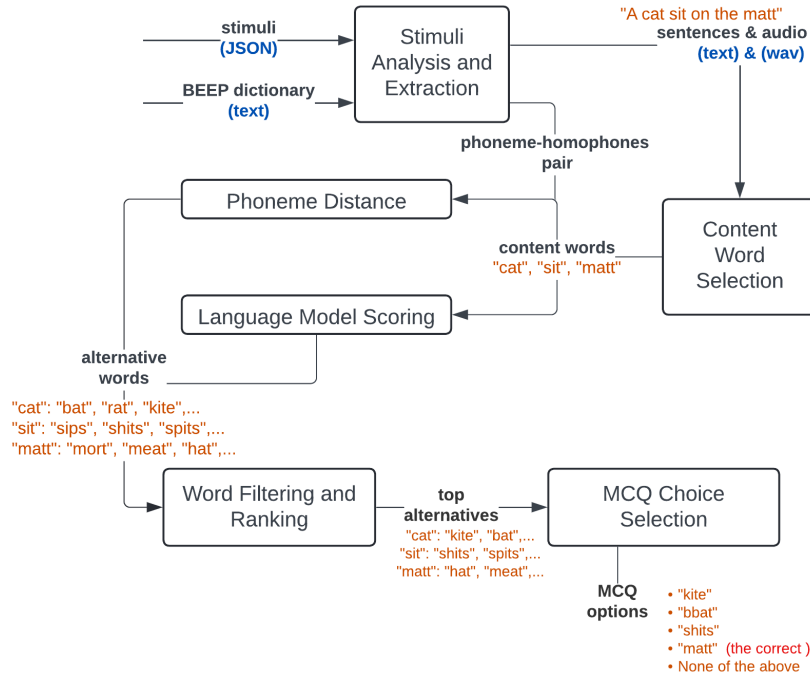 stimuli
(JSON)
BEEP dictionary
(text)
Stimuli
Analysis and
Extraction
"A cat sit on the matt"
sentences & audio
(text) & (wav)
phoneme-homophones
pair
Phoneme Distance
content words
"cat", "sit", "matt"
Content
Word
Selection
Language Model Scoring
alternative
words
"cat": "bat", "rat", "kite",...
"sit": "sips", "shits", "spits",...
"matt": "mort", "meat", "hat",...
Word Filtering and
Ranking
top
alternatives
"cat": "kite", "bat",...
"sit": "shits", "spits",...
"matt": "hat", "meat",...
MCQ Choice
Selection
MCQ
options
• "kite"
• "bbat"
• "shits"
• "matt" (the correct )
• None of the above